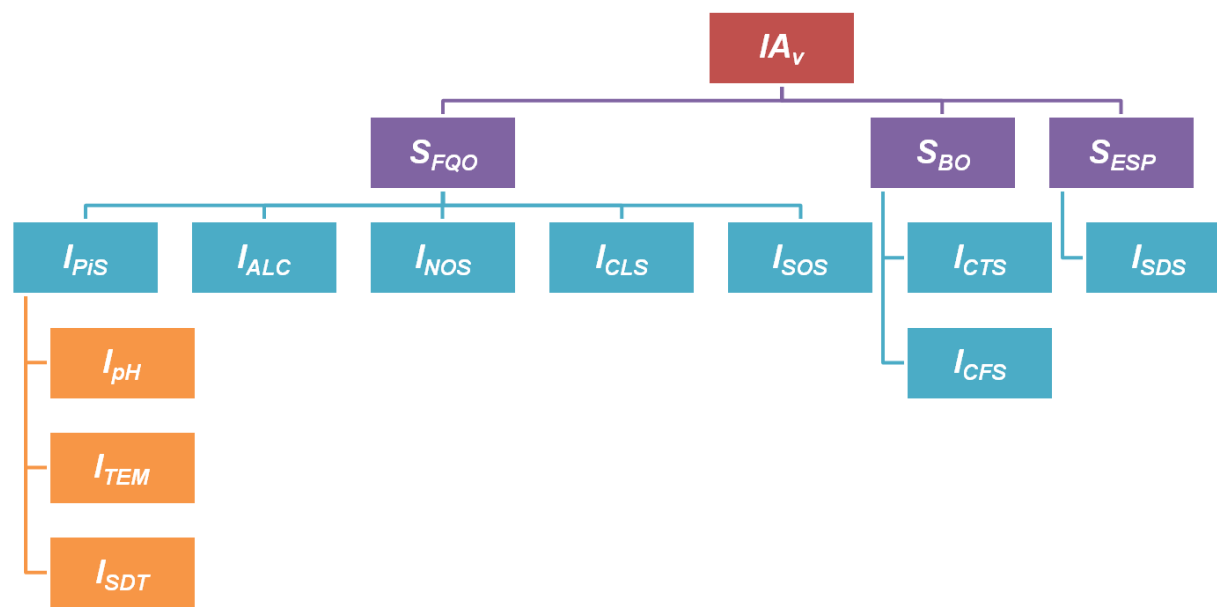 IAv
SFQO
SBO
SESP
IPiS
IALC
INOS
ICLS
ISOS
ICTS
ISDS
IpH
ICFS
ITEM
ISDT